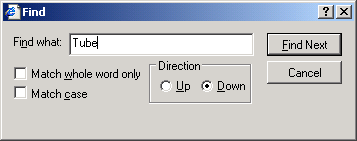 Find
Find what: Tube
Find Next
Match whole word only
Direction
Cancel
Match case
Up Down